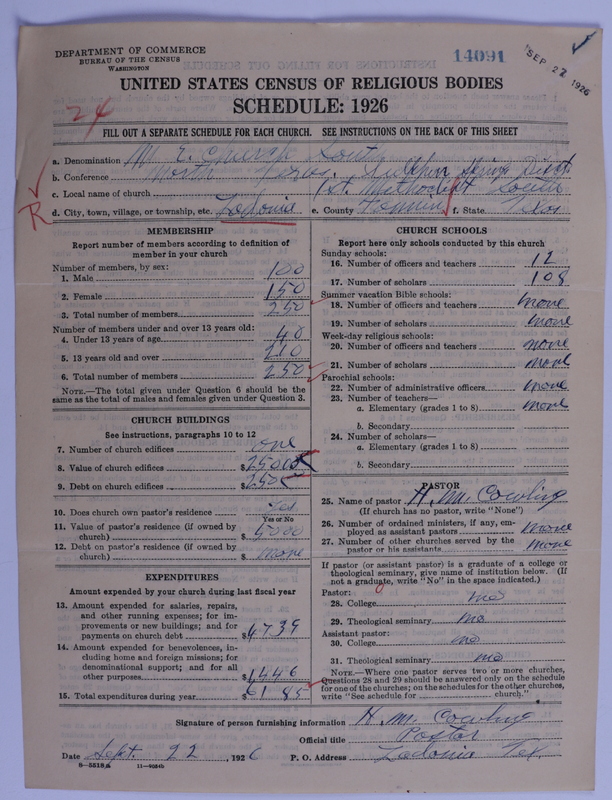 DEPARTMENT OF COMMERCE
BUREAU OF THE CENSUS
WASHINGTON
14091
SEP 22 1926
UNITED STATES CENSUS OF RELIGIOUS BODIES
SCHEDULE: 1926
24
FILL OUT A SEPARATE SCHEDULE FOR EACH CHURCH. SEE INSTRUCTIONS ON THE BACK OF THIS SHEET
a. Denomination M. E. Church South
b. Conference North Texas, Sulphur Springs District
c. Local name of church 1st Methodist South
R
d. City, town, village, or township, etc. Ladonia e. County Fannin f. State Texas
MEMBERSHIP
Report number of members according to definition of
member in your church
Number of members, by sex:
1. Male 100
2. Female 150
3. Total number of members 250
Number of members under and over 13 years old:
4. Under 13 years of age 40
5. 13 years old and over 210
6. Total number of members 250
NOTE.—The total given under Question 6 should be the
same as the total of males and females given under Question 3.
CHURCH BUILDINGS
See instructions, paragraphs 10 to 12
7. Number of church edifices one
8. Value of church edifices $25000
9. Debt on church edifices $250
10. Does church own pastor's residence Yes
Yes or No
11. Value of pastor's residence (if owned by
church) $5000
12. Debt on pastor's residence (if owned by
church) $none
EXPENDITURES
Amount expended by your church during last fiscal year
13. Amount expended for salaries, repairs,
and other running expenses; for im-
provements or new buildings; and for
payments on church debt $4739
14. Amount expended for benevolences, in-
cluding home and foreign missions; for
denominational support; and for all
other purposes $1446
15. Total expenditures during year $6185
CHURCH SCHOOLS
Report here only schools conducted by this church
Sunday schools:
16. Number of officers and teachers 12
17. Number of scholars 108
Summer vacation Bible schools:
18. Number of officers and teachers none
19. Number of scholars none
Week-day religious schools:
20. Number of officers and teachers none
21. Number of scholars none
Parochial schools:
22. Number of administrative officers none
23. Number of teachers—
a. Elementary (grades 1 to 8) none
b. Secondary
24. Number of scholars—
a. Elementary (grades 1 to 8)
b. Secondary
PASTOR
25. Name of pastor H. M. Cowling
(If church has no pastor, write "None")
26. Number of ordained ministers, if any, em-
ployed as assistant pastors none
27. Number of other churches served by the
pastor or his assistants none
If pastor (or assistant pastor) is a graduate of a college or
theological seminary, give name of institution below. (If
not a graduate, write "No" in the space indicated.)
Pastor:
28. College no
29. Theological seminary no
Assistant pastor:
30. College no
31. Theological seminary no
NOTE.—Where one pastor serves two or more churches,
Questions 28 and 29 should be answered only on the schedule
for one of the churches; on the schedules for the other churches,
write "See schedule for church."
Signature of person furnishing information H. M. Cowling
Official title Pastor
Date Sept. 22, 1926 P. O. Address Ladonia Tex.
8—5518a 11—9024b